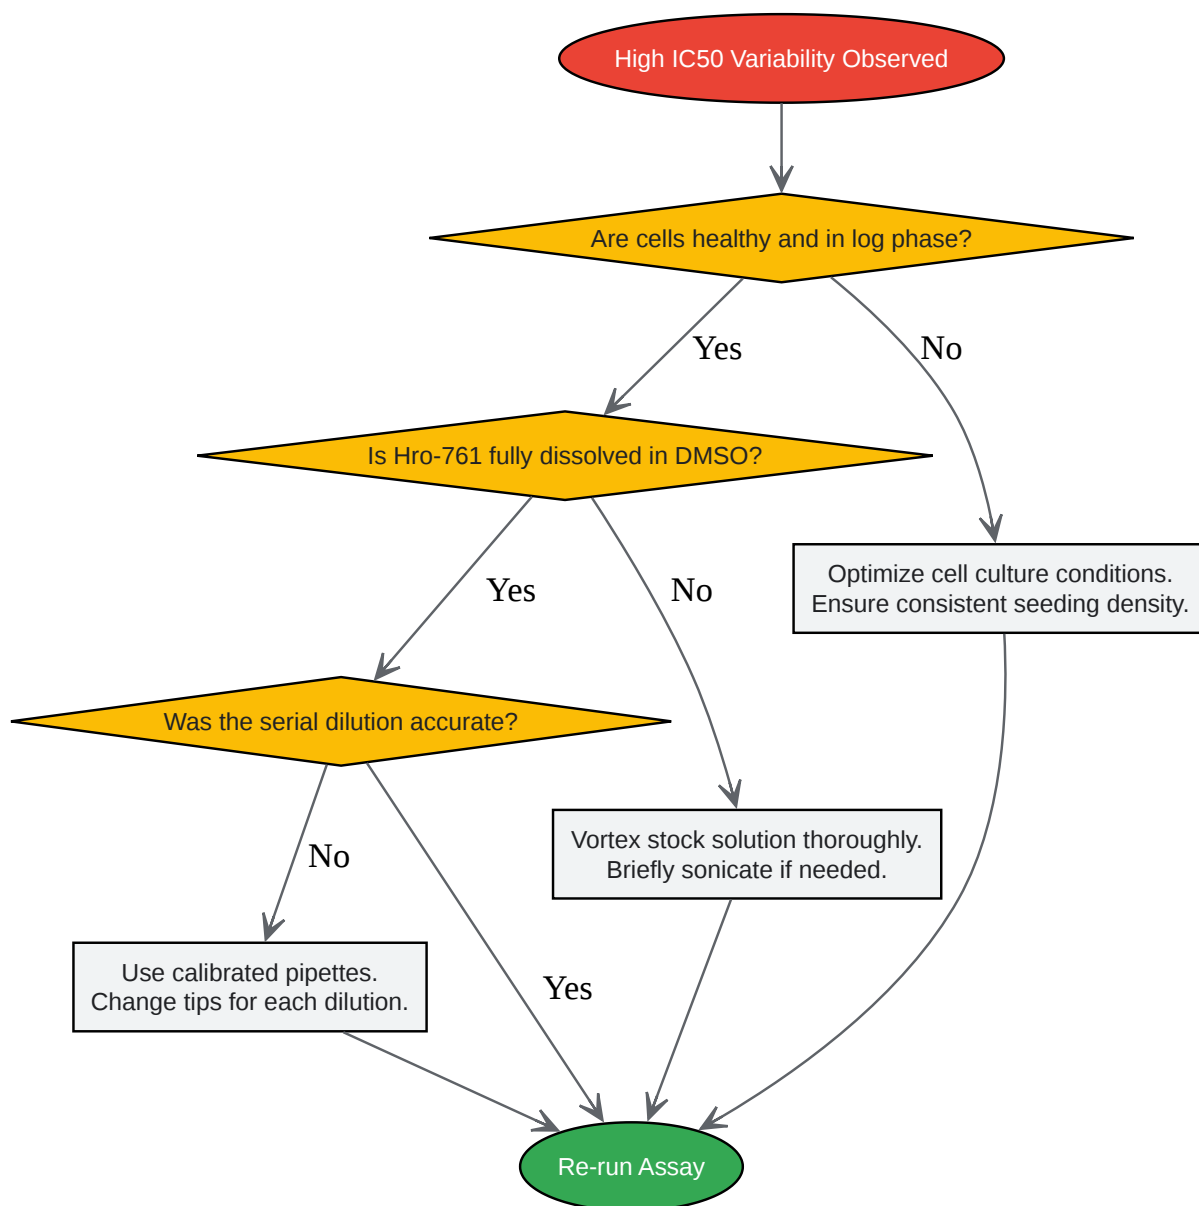 High IC50 Variability Observed
Are cells healthy and in log phase?
Yes
No
Is Hro-761 fully dissolved in DMSO?
Optimize cell culture conditions.
Ensure consistent seeding density.
Yes
No
Was the serial dilution accurate?
Vortex stock solution thoroughly.
Briefly sonicate if needed.
No
Use calibrated pipettes.
Change tips for each dilution.
Yes
Re-run Assay